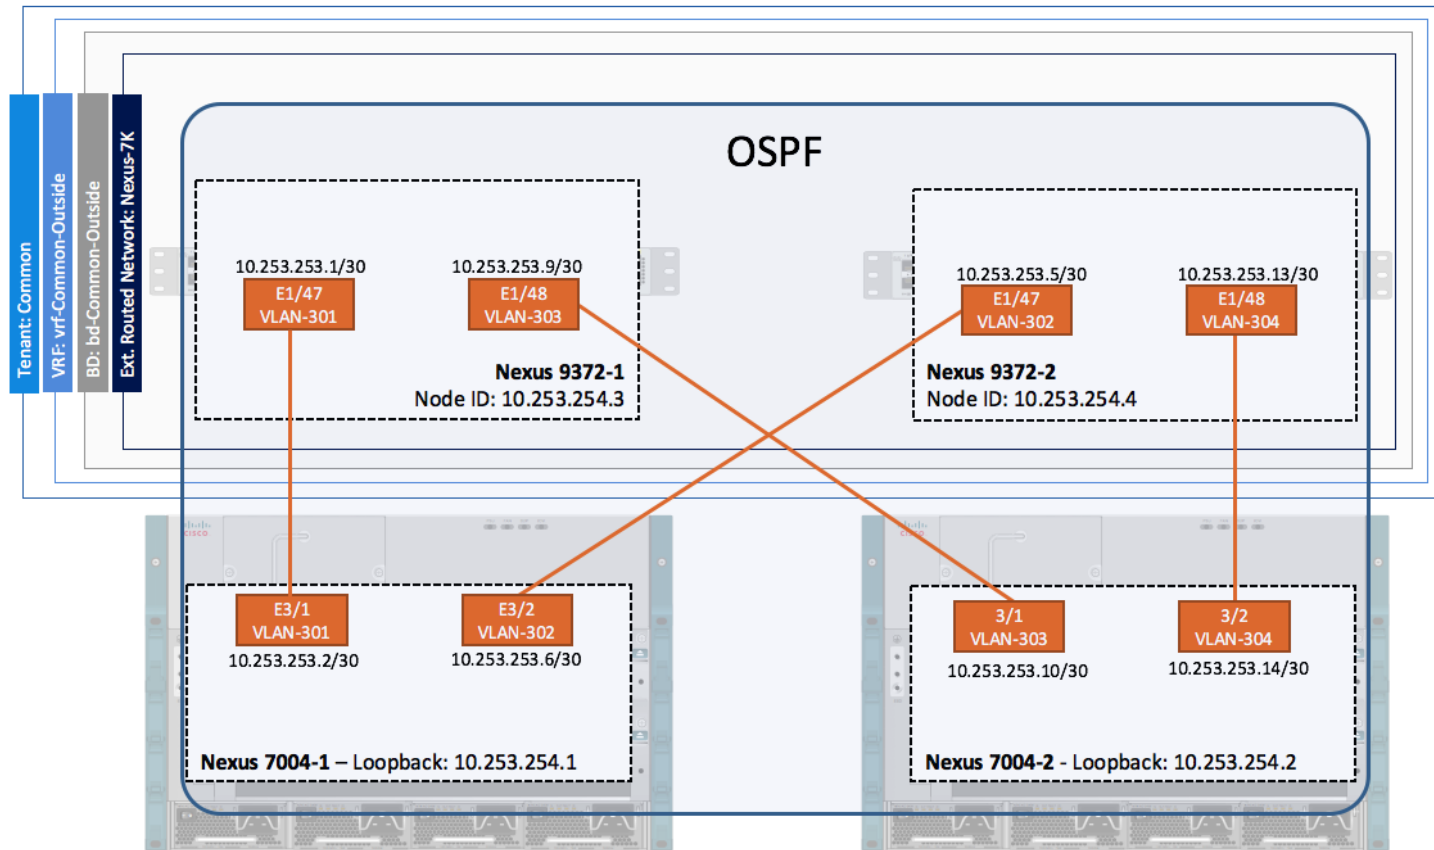 Tenant: Common
VRF: vrf-Common-Outside
BD: bd-Common-Outside
Ext. Routed Network: Nexus-7K
OSPF
10.253.253.1/30
E1/47
VLAN-301
10.253.253.9/30
E1/48
VLAN-303
Nexus 9372-1
Node ID: 10.253.254.3
10.253.253.5/30
E1/47
VLAN-302
10.253.253.13/30
E1/48
VLAN-304
Nexus 9372-2
Node ID: 10.253.254.4
CISCO
E3/1
VLAN-301
10.253.253.2/30
E3/2
VLAN-302
10.253.253.6/30
Nexus 7004-1 – Loopback: 10.253.254.1
CISCO
3/1
VLAN-303
10.253.253.10/30
3/2
VLAN-304
10.253.253.14/30
Nexus 7004-2 - Loopback: 10.253.254.2